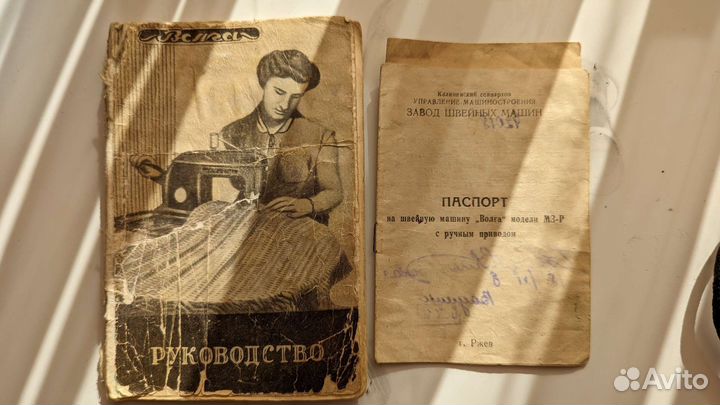 Волга
РУКОВОДСТВО
Калининский совнархоз
УПРАВЛЕНИЕ МАШИНОСТРОЕНИЯ
ЗАВОД ШВЕЙНЫХ МАШИН
ПАСПОРТ
на швейную машину „Волга" модели МЗ-Р
с ручным приводом
г. Ржев
Avito